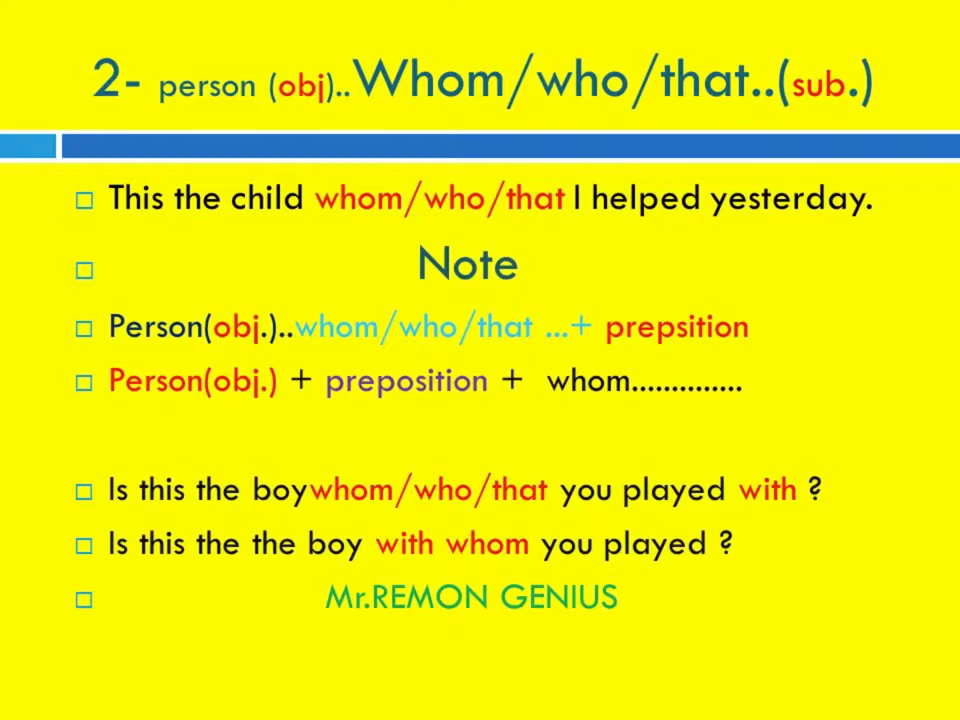 2- person (obj)..Whom/who/that..(sub.)
This the child whom/who/that I helped yesterday.
Note
Person(obj.)..whom/who/that ...+ prepsition
Person(obj.) + preposition + whom..............
Is this the boywhom/who/that you played with ?
Is this the the boy with whom you played ?
Mr.REMON GENIUS